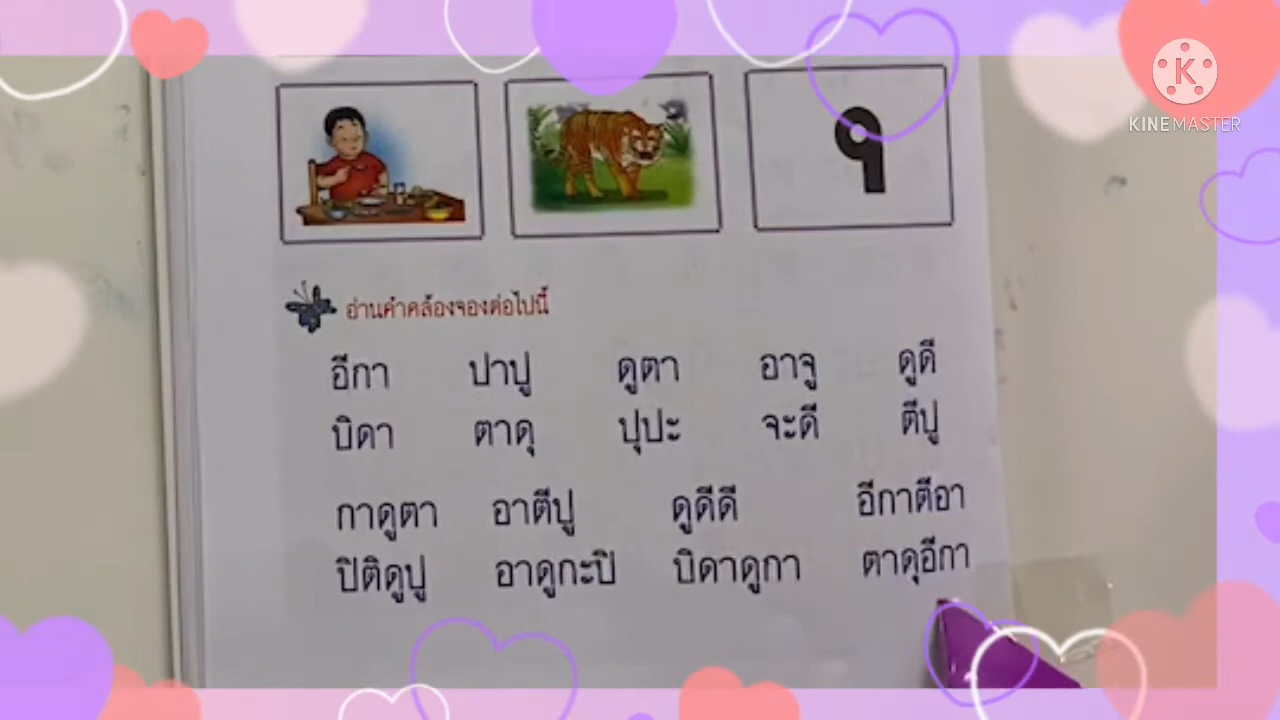 KINEMASTER
ๆ
อ่านคำคล้องจองต่อไปนี้
อีกา ปาปู ดูตา อาจู ดูดี
บิดา ตาดุ ปุปะ จะดี ตีปู
กาดูตา อาตีปู ดูดีดี อีกาตีอา
ปิติดูปู อาดูกะปิ บิดาดูกา ตาดุอีกา